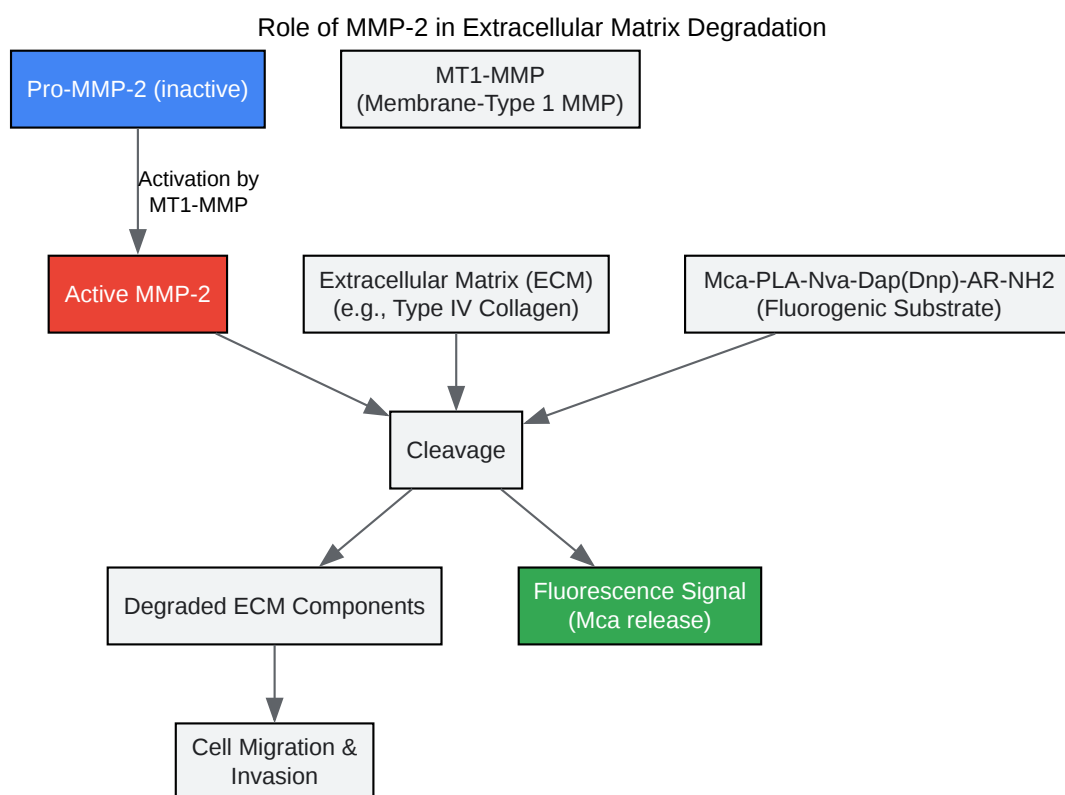 Role of MMP-2 in Extracellular Matrix Degradation
Pro-MMP-2 (inactive)
MT1-MMP
(Membrane-Type 1 MMP)
Activation by
MT1-MMP
Active MMP-2
Extracellular Matrix (ECM)
(e.g., Type IV Collagen)
Mca-PLA-Nva-Dap(Dnp)-AR-NH2
(Fluorogenic Substrate)
Cleavage
Degraded ECM Components
Fluorescence Signal
(Mca release)
Cell Migration &
Invasion